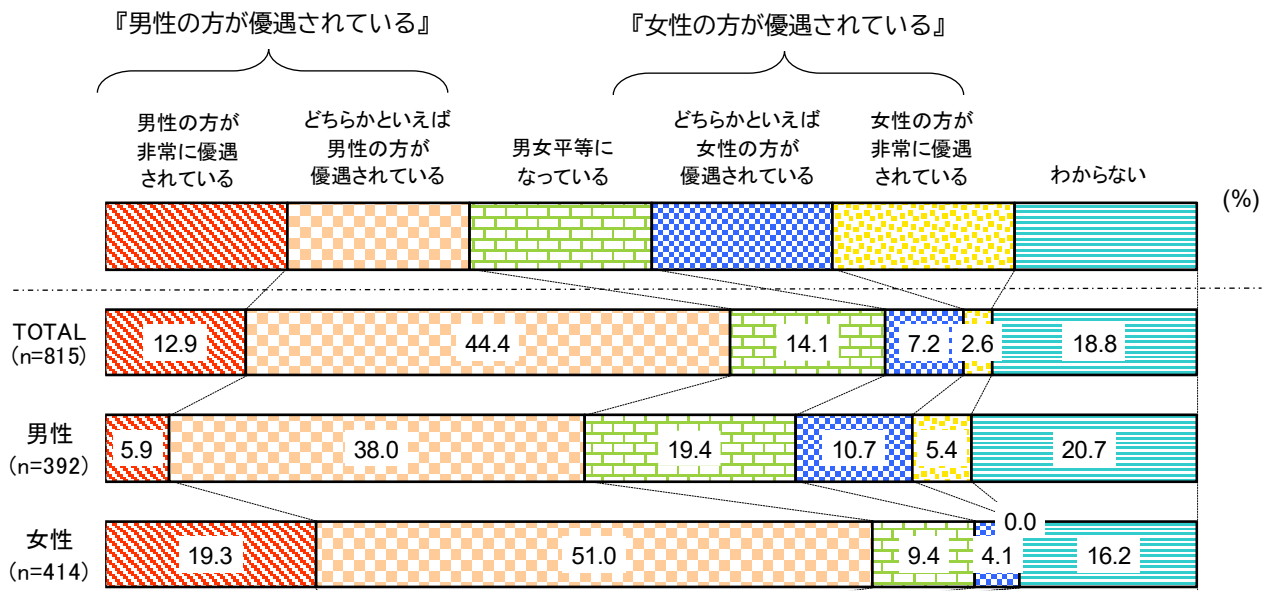 『男性の方が優遇されている』
『女性の方が優遇されている』
男性の方が
非常に優遇
されている
どちらかといえば
男性の方が
優遇されている
男女平等に
なっている
どちらかといえば
女性の方が
優遇されている
女性の方が
非常に優遇
されている
わからない
(%)
TOTAL
(n=815)
12.9
44.4
14.1
7.2
2.6
18.8
男性
(n=392)
5.9
38.0
19.4
10.7
5.4
20.7
女性
(n=414)
19.3
51.0
9.4
4.1
0.0
16.2